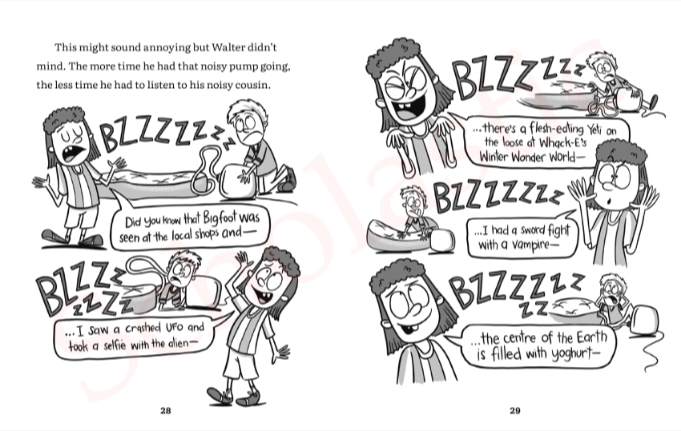 This might sound annoying but Walter didn't
mind. The more time he had that noisy pump going,
the less time he had to listen to his noisy cousin.
BZZZZZZzz
Did you know that Bigfoot was
seen at the local shops and—
BZZZZ
zZZZZ
...I saw a crashed UFO and
took a selfie with the alien—
28
BZZZZZZz
...there's a flesh-eating Yeti on
the loose at Whack-E's
Winter Wonder World—
BZZZZZZz
...I had a sword fight
with a vampire—
BZZZZZZ
ZZ
...the centre of the Earth
is filled with yoghurt—
29